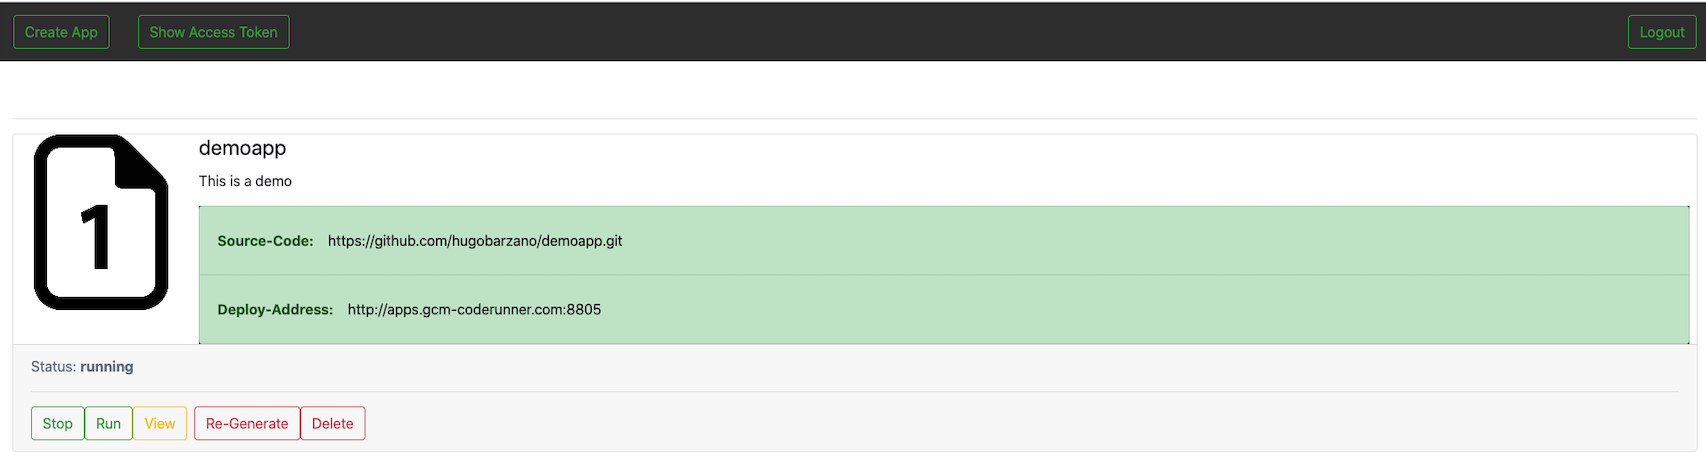 Create App Show Access Token Logout
1
demoapp
This is a demo
Source-Code: https://github.com/hugobarzano/demoapp.git
Deploy-Address: http://apps.gcm-coderunner.com:8805
Status: running
Stop Run View Re-Generate Delete